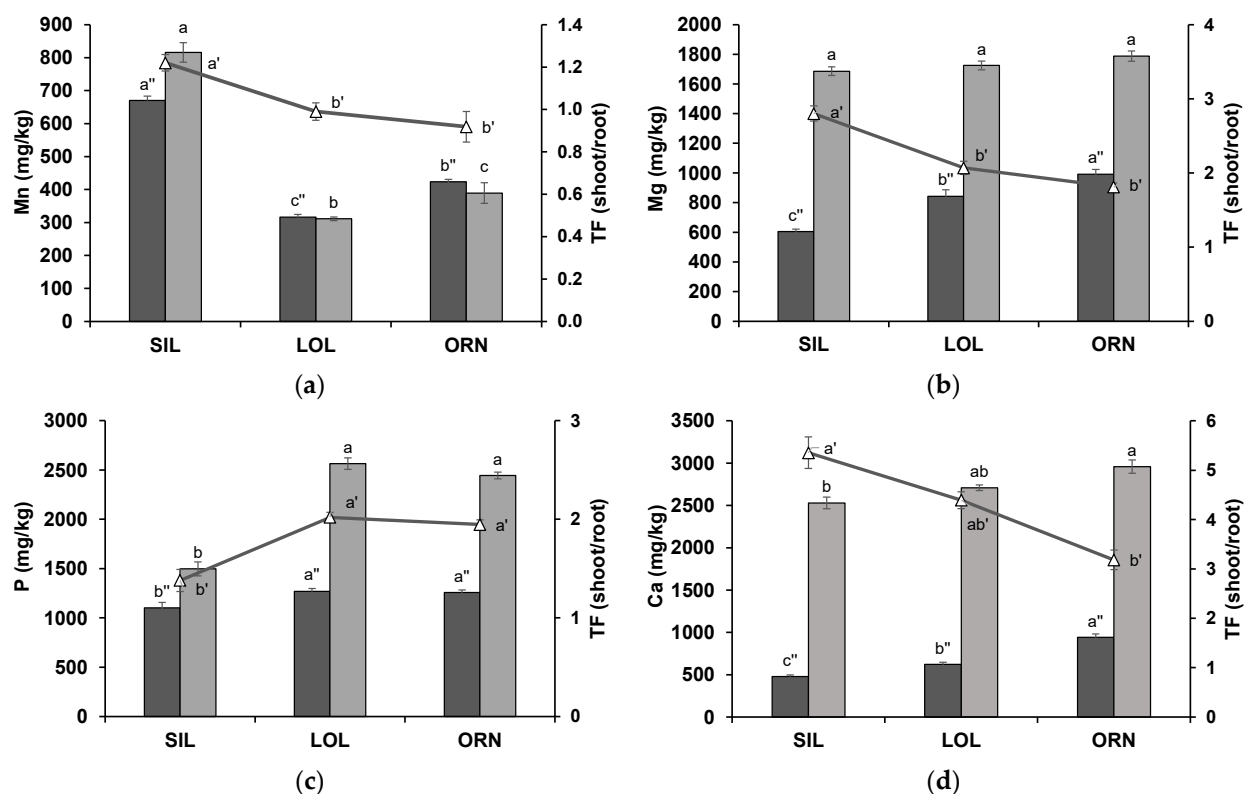 Mn (mg/kg)
900
800
700
600
500
400
300
200
100
0
a"
a
a'
c"
b
b'
b"
c
b'
1.4
1.2
1.0
0.8
0.6
0.4
0.2
0.0
TF (shoot/root)
SIL LOL ORN
(a)
Mg (mg/kg)
2000
1800
1600
1400
1200
1000
800
600
400
200
0
c"
a
a'
b"
a
b'
a"
a
b'
4
3
2
1
0
TF (shoot/root)
SIL LOL ORN
(b)
P (mg/kg)
3000
2500
2000
1500
1000
500
0
b"
b
b'
a"
a
a'
a"
a
a'
3
2
1
0
TF (shoot/root)
SIL LOL ORN
(c)
Ca (mg/kg)
3500
3000
2500
2000
1500
1000
500
0
c"
b
a'
b"
ab
ab'
a"
a
b'
6
5
4
3
2
1
0
TF (shoot/root)
SIL LOL ORN
(d)